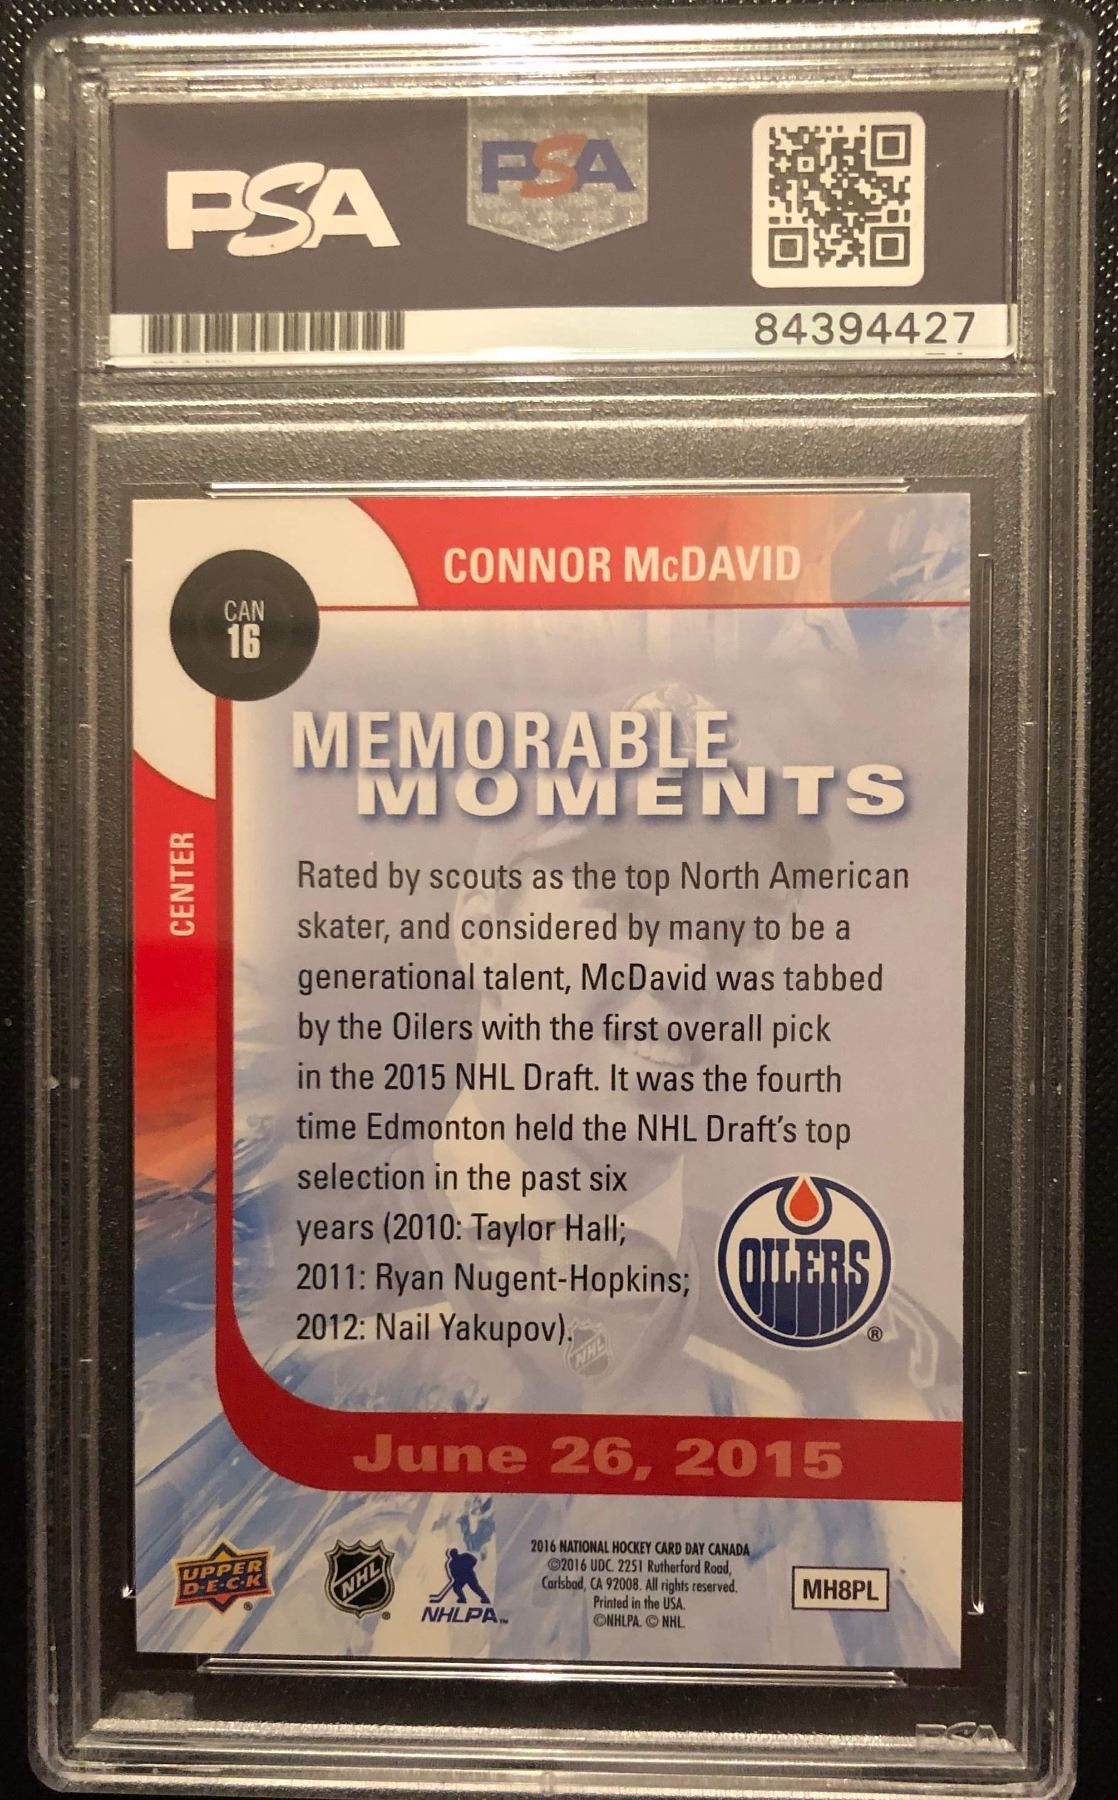 PSA
PSA
84394427
CONNOR McDAVID
CAN
16
MEMORABLE
MOMENTS
CENTER
Rated by scouts as the top North American
skater, and considered by many to be a
generational talent, McDavid was tabbed
by the Oilers with the first overall pick
in the 2015 NHL Draft. It was the fourth
time Edmonton held the NHL Draft's top
selection in the past six
years (2010: Taylor Hall;
2011: Ryan Nugent-Hopkins;
2012: Nail Yakupov).
NHL
OILERS
®
June 26, 2015
UPPER
D·E·C·K
®
NHL
®
NHLPA™
2016 NATIONAL HOCKEY CARD DAY CANADA
©2016 UDC. 2251 Rutherford Road,
Carlsbad, CA 92008. All rights reserved.
Printed in the USA.
©NHLPA. © NHL.
MH8PL
PSA